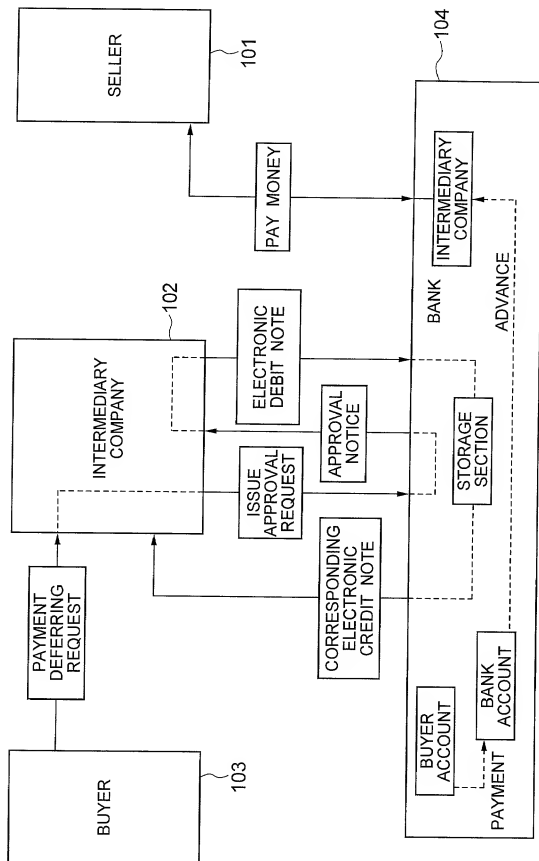 BUYER
103
PAYMENT
DEFERRING
REQUEST
INTERMEDIARY
COMPANY
102
SELLER
101
CORRESPONDING
ELECTRONIC
CREDIT NOTE
ISSUE
APPROVAL
REQUEST
APPROVAL
NOTICE
ELECTRONIC
DEBIT NOTE
PAY MONEY
104
BANK
BUYER
ACCOUNT
PAYMENT
BANK
ACCOUNT
STORAGE
SECTION
ADVANCE
INTERMEDIARY
COMPANY